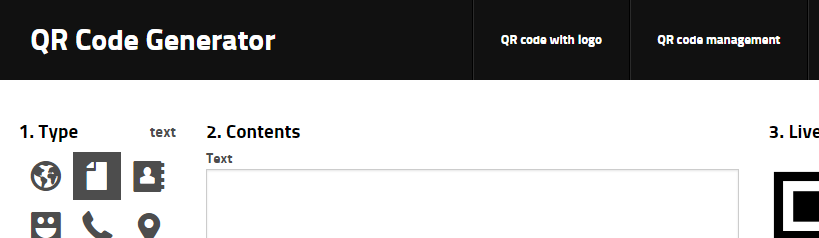 QR Code Generator
QR code with logo
QR code management
1. Type
text
2. Contents
Text
3. Live